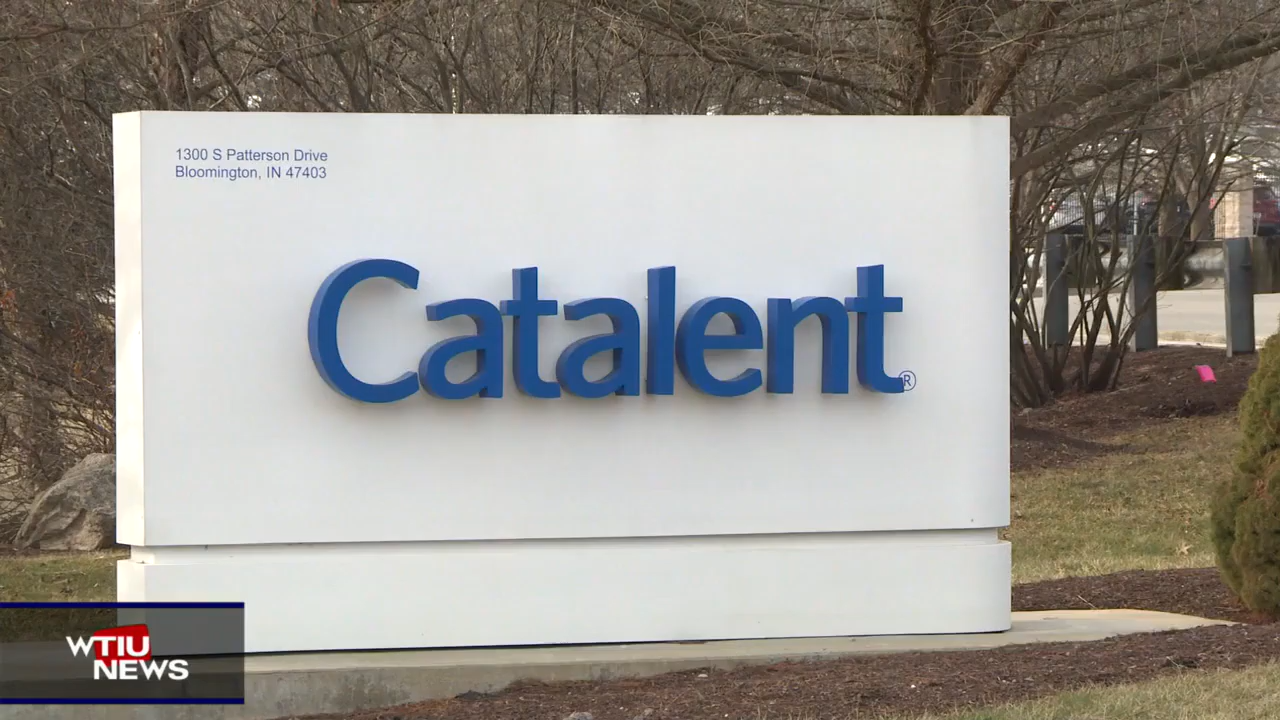 1300 S Patterson Drive
Bloomington, IN 47403
Catalent®
WTIU
NEWS